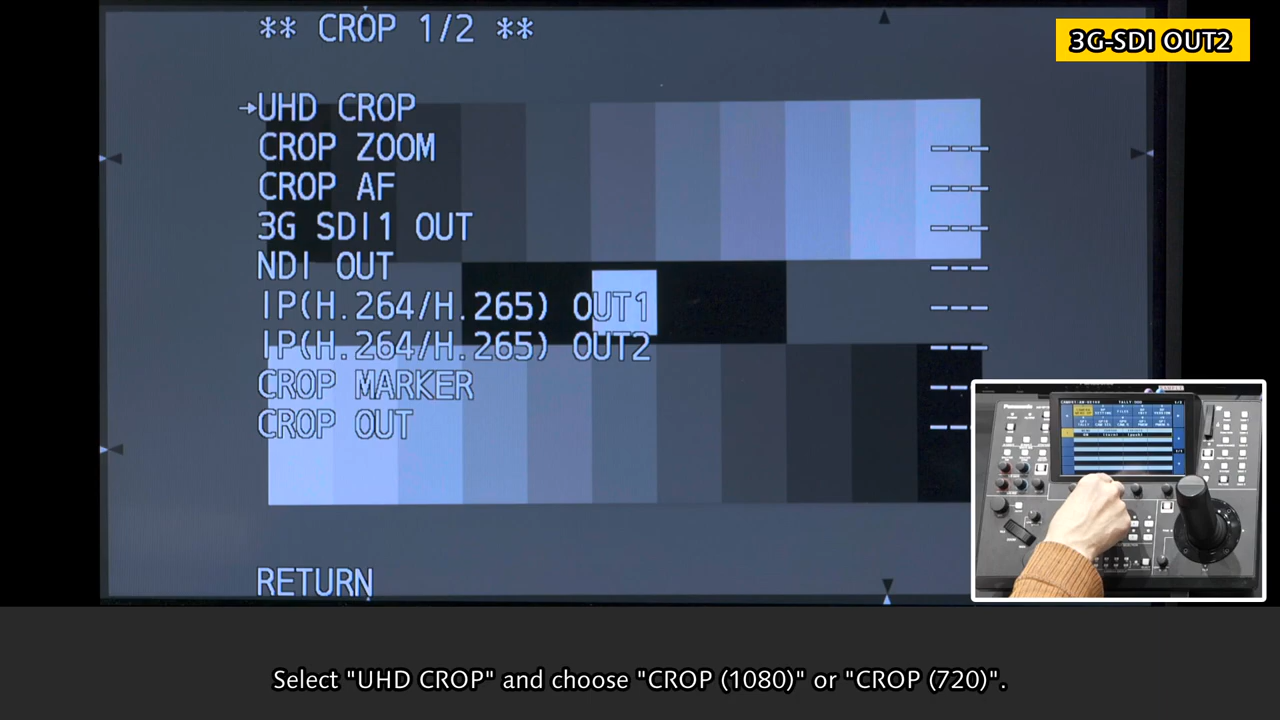 ** CROP 1/2 **
3G-SDI OUT2
→UHD CROP
CROP ZOOM ---
CROP AF ---
3G SDI1 OUT ---
NDI OUT ---
IP(H.264/H.265) OUT1 ---
IP(H.264/H.265) OUT2 ---
CROP MARKER ---
CROP OUT ---
RETURN
Panasonic
Select "UHD CROP" and choose "CROP (1080)" or "CROP (720)".